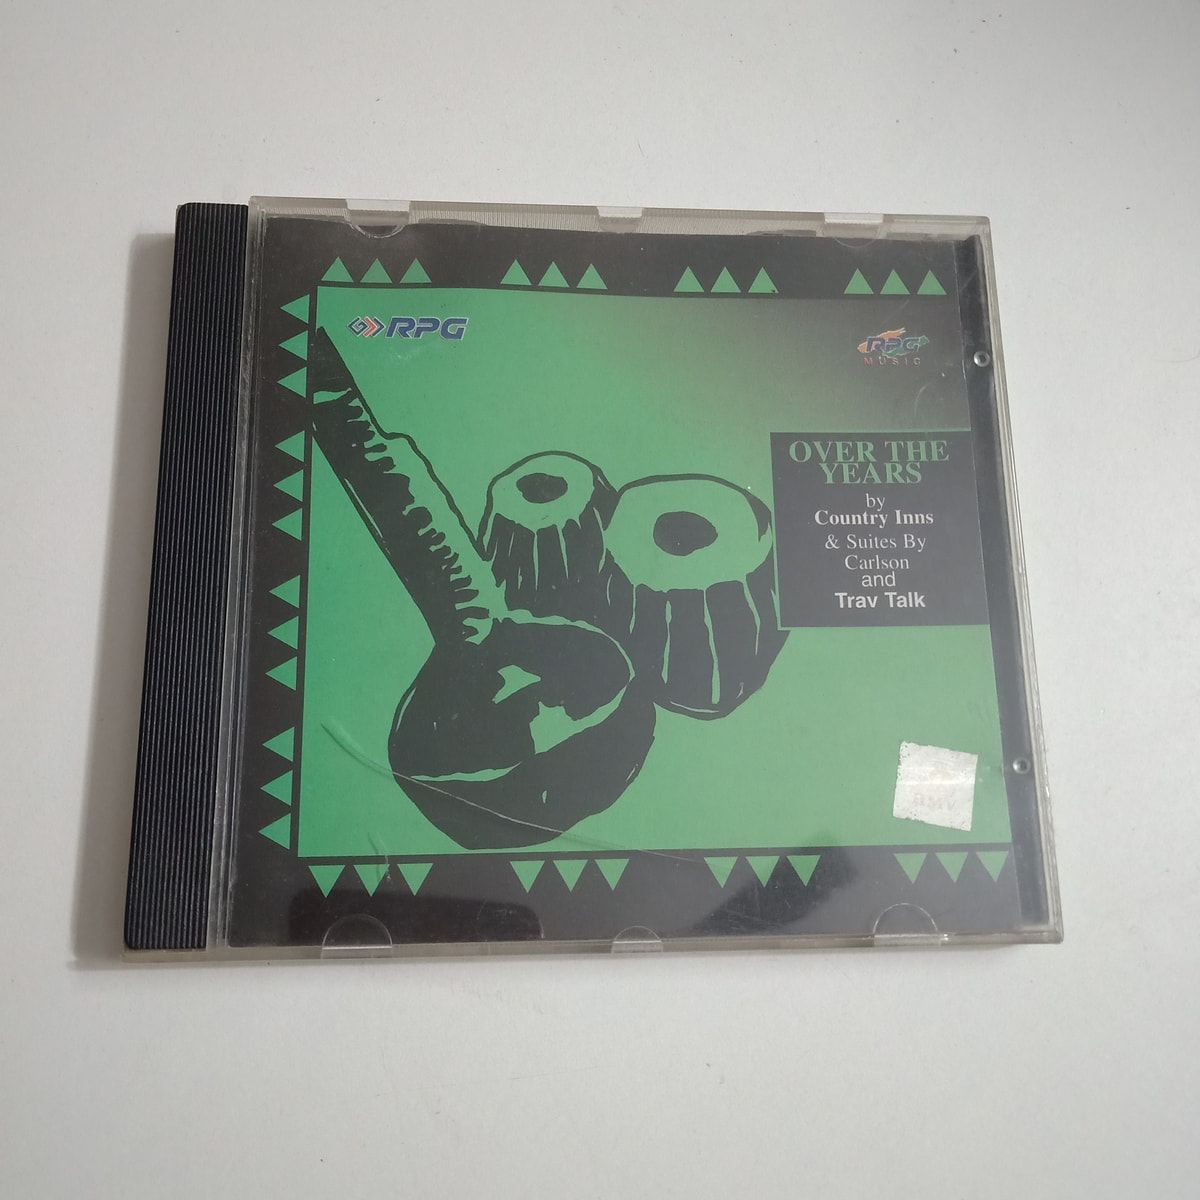 RPG
RPG
MUSIC
OVER THE
YEARS
by
Country Inns
& Suites By
Carlson
and
Trav Talk